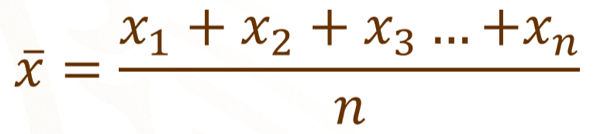 x̄ = x₁ + x₂ + x₃ ... +xₙ
n